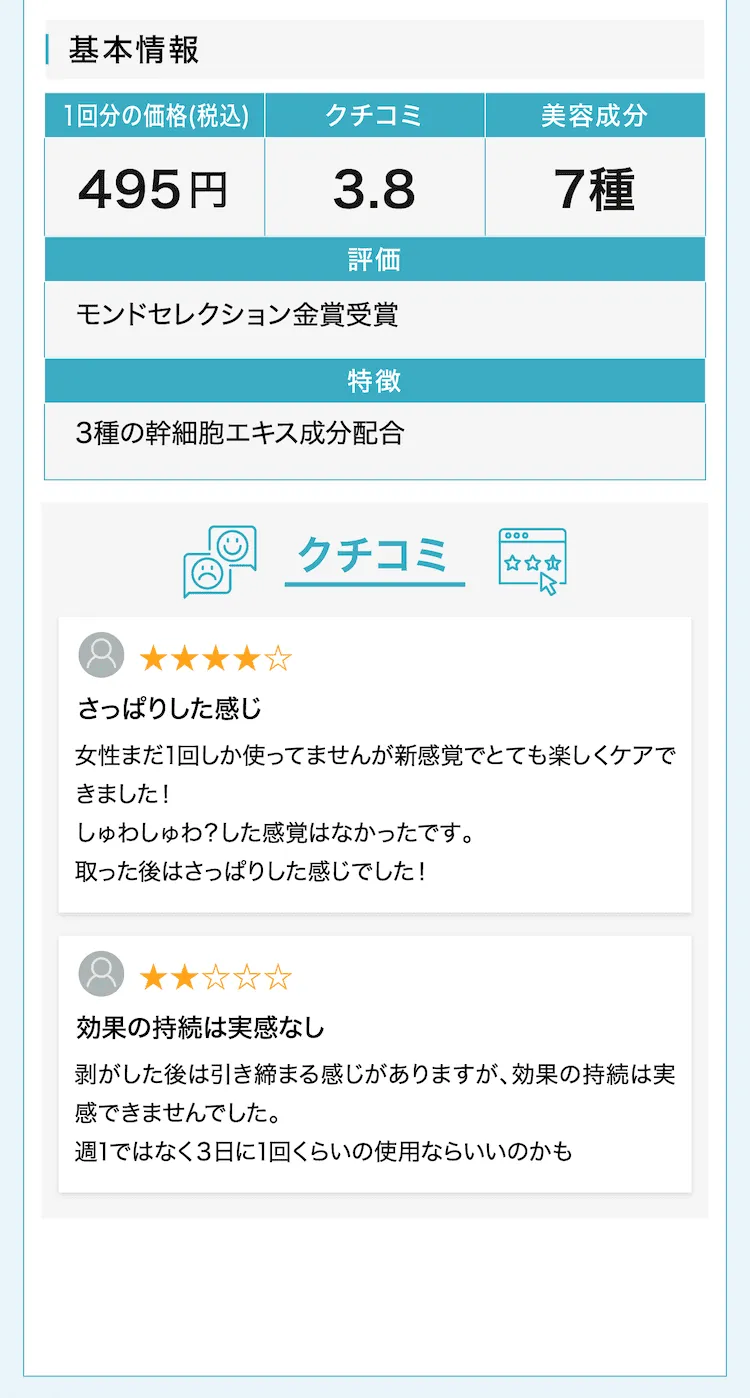 基本情報
1回分の価格(税込) クチコミ 美容成分
495円 3.8 7種
評価
モンドセレクション金賞受賞
特徴
3種の幹細胞エキス成分配合
クチコミ
★★★★☆
さっぱりした感じ
女性まだ1回しか使ってませんが新感覚でとても楽しくケアで
きました！
しゅわしゅわ？した感覚はなかったです。
取った後はさっぱりした感じでした！
★★☆☆☆
効果の持続は実感なし
剥がした後は引き締まる感じがありますが、効果の持続は実
感できませんでした。
週1ではなく3日に1回くらいの使用ならいいのかも